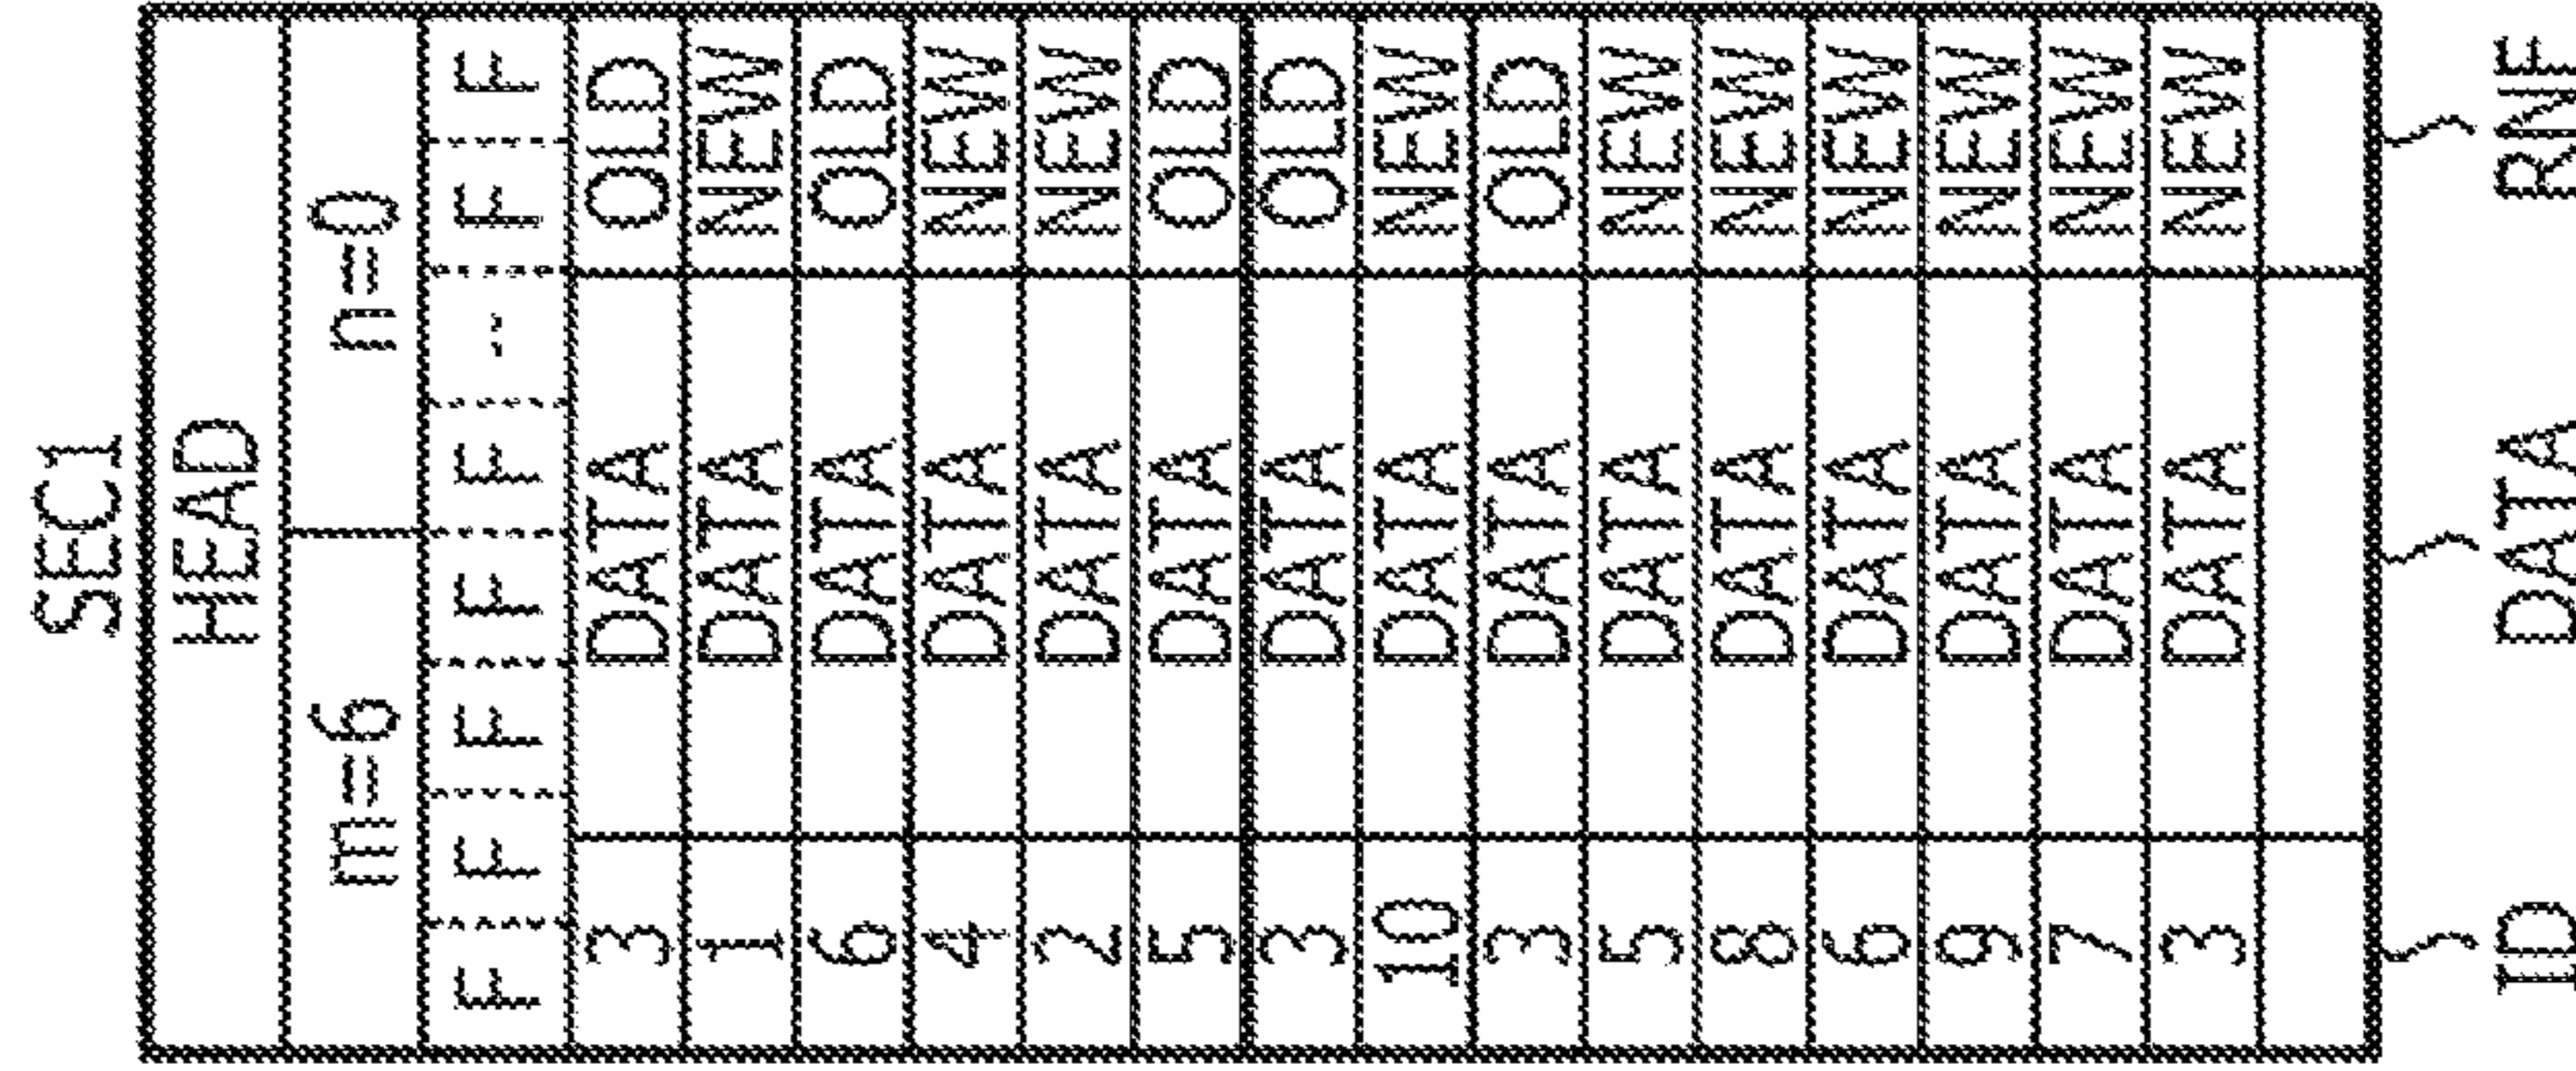 SEC1
HEAD
m=6 n=0
F F F F F ... F F
3 DATA OLD
1 DATA NEW
6 DATA OLD
4 DATA NEW
2 DATA NEW
5 DATA OLD
3 DATA OLD
10 DATA NEW
3 DATA OLD
5 DATA NEW
8 DATA NEW
6 DATA NEW
9 DATA NEW
7 DATA NEW
3 DATA NEW
ID DATA RNF